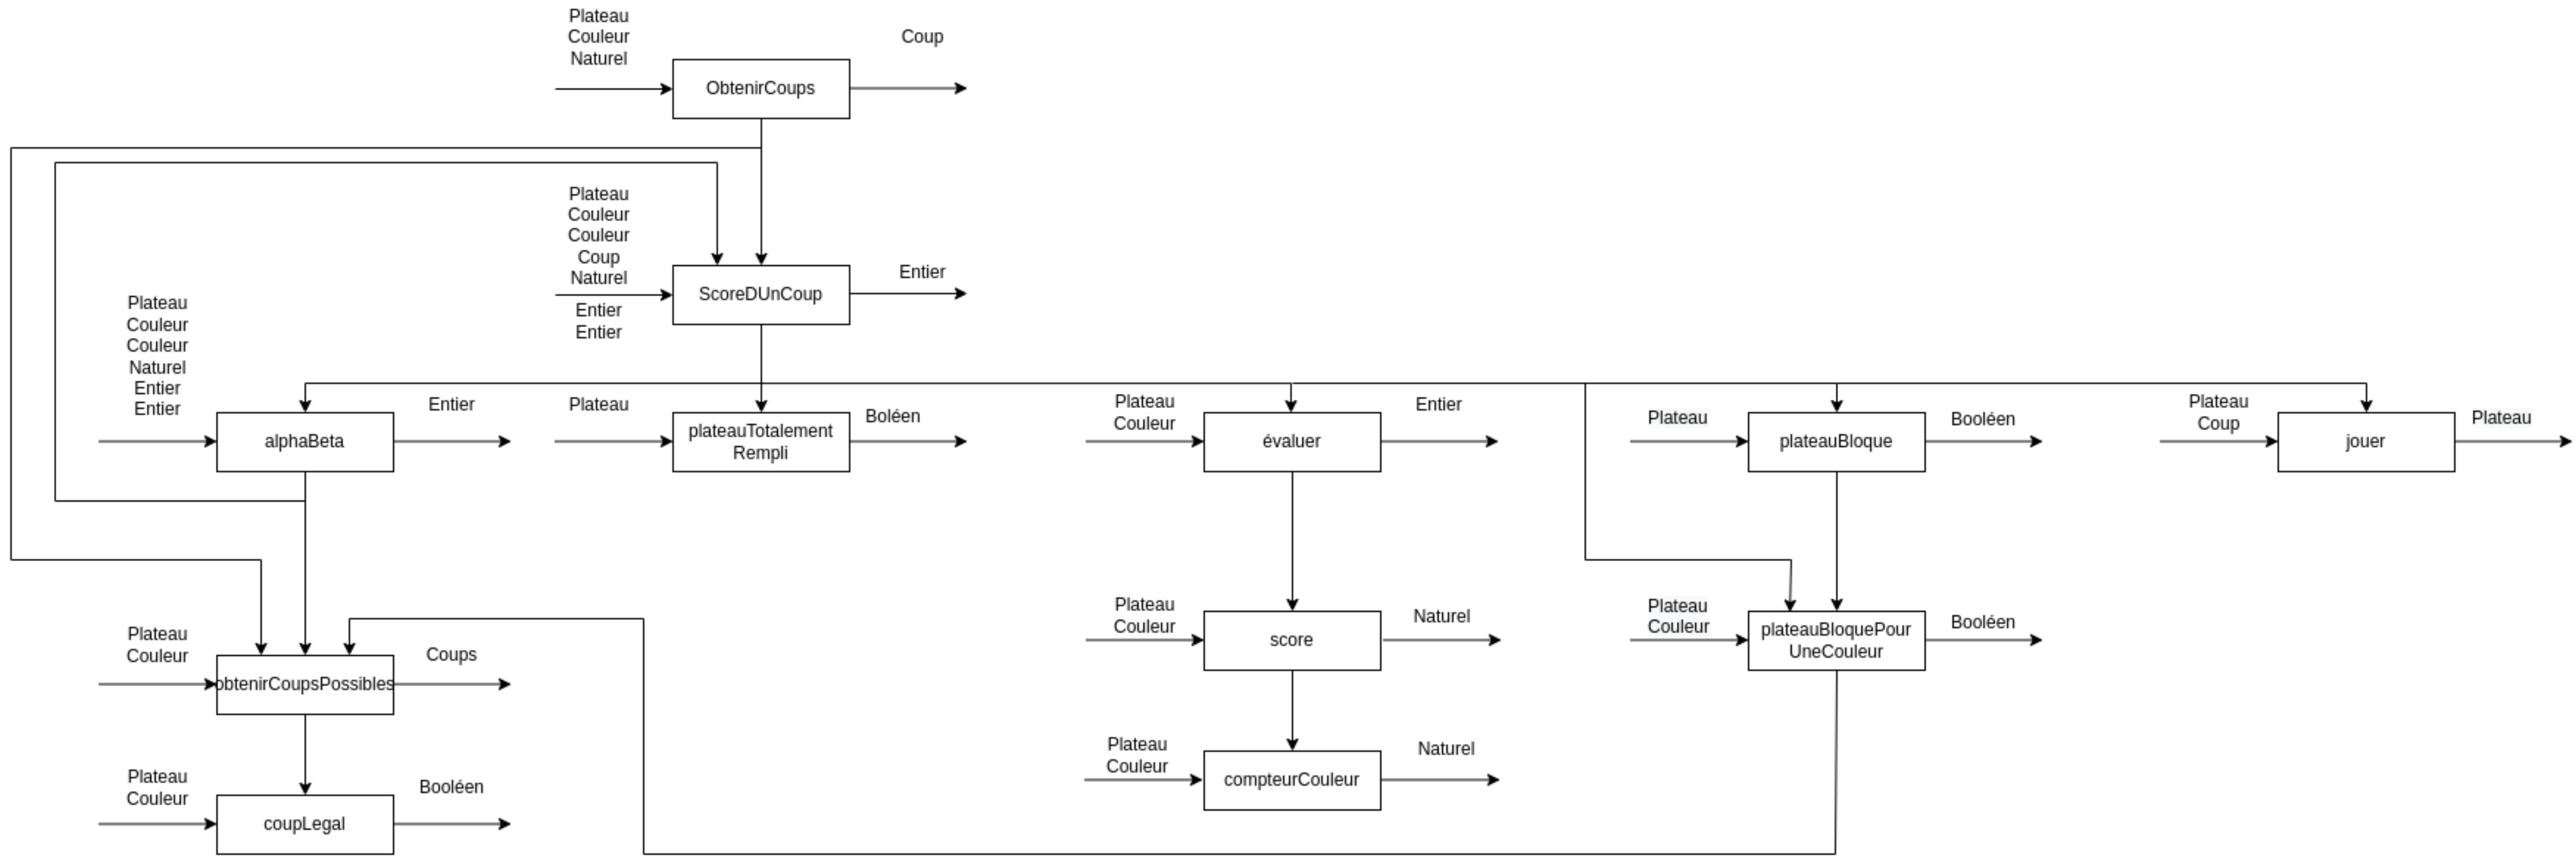 Plateau
Couleur
Naturel
Coup
ObtenirCoups
Plateau
Couleur
Couleur
Coup
Naturel
Entier
Entier
Entier
ScoreDUnCoup
Plateau
Couleur
Couleur
Naturel
Entier
Entier
Entier
alphaBeta
Plateau
Boléen
plateauTotalement
Rempli
Plateau
Couleur
Entier
évaluer
Plateau
Booléen
plateauBloque
Plateau
Coup
Plateau
jouer
Plateau
Couleur
Naturel
score
Plateau
Couleur
Booléen
plateauBloquePour
UneCouleur
Plateau
Couleur
Coups
obtenirCoupsPossibles
Plateau
Couleur
Naturel
compteurCouleur
Plateau
Couleur
Booléen
coupLegal